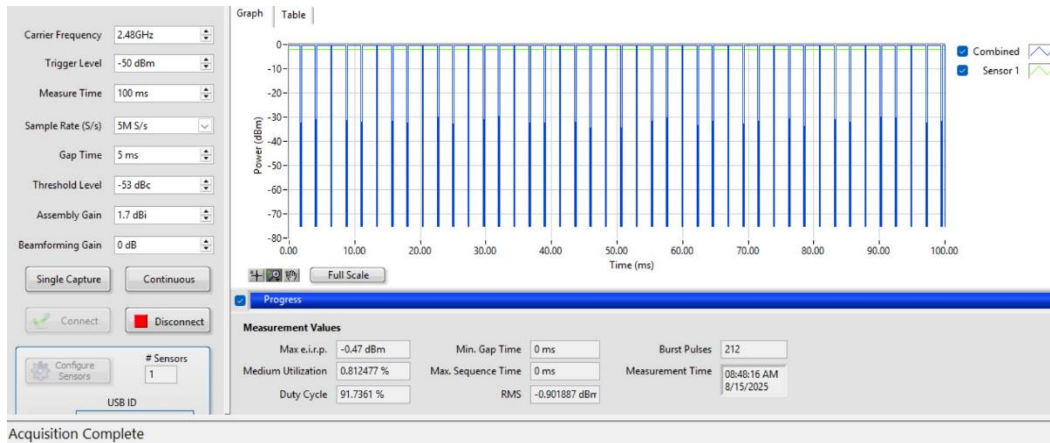 Graph Table
Carrier Frequency 2.48GHz
Trigger Level -50 dBm
Measure Time 100 ms
Sample Rate (S/s) 5M S/s
Gap Time 5 ms
Threshold Level -53 dBc
Assembly Gain 1.7 dBi
Beamforming Gain 0 dB
Single Capture Continuous
Connect Disconnect
Configure
Sensors
# Sensors
1
USB ID
Power (dBm)
0-
-10-
-20-
-30-
-40-
-50-
-60-
-70-
-80-
0.00 10.00 20.00 30.00 40.00 50.00 60.00 70.00 80.00 90.00 100.00
Time (ms)
Combined
Sensor 1
Full Scale
Progress
Measurement Values
Max e.i.r.p. -0.47 dBm Min. Gap Time 0 ms Burst Pulses 212
Medium Utilization 0.812477 % Max. Sequence Time 0 ms Measurement Time 08:48:16 AM
8/15/2025
Duty Cycle 91.7361 % RMS -0.901887 dBm
Acquisition Complete